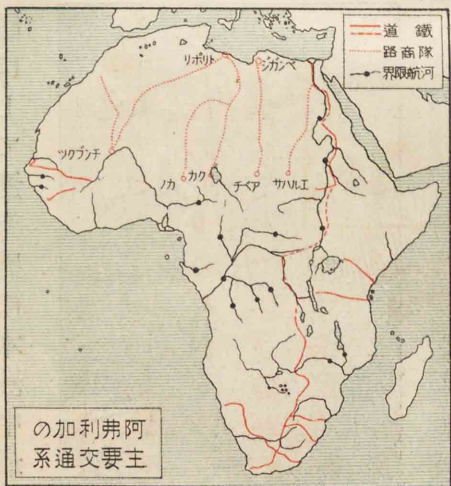 鐵道
隊商路
河航限界
トリポリ
ベンガジ
チンブクツ
カノ
クカ
アベチ
エルハサ
阿弗利加の
主要交通系